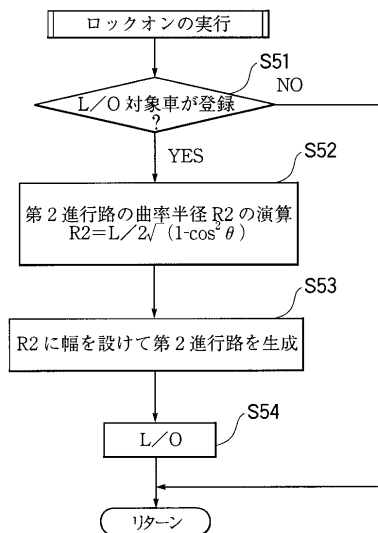 ロックオンの実行
S51
L/O 対象車が登録
?
NO
YES
S52
第2進行路の曲率半径 R2 の演算
R2=L/2√(1-cos²θ)
S53
R2 に幅を設けて第2進行路を生成
S54
L/O
リターン